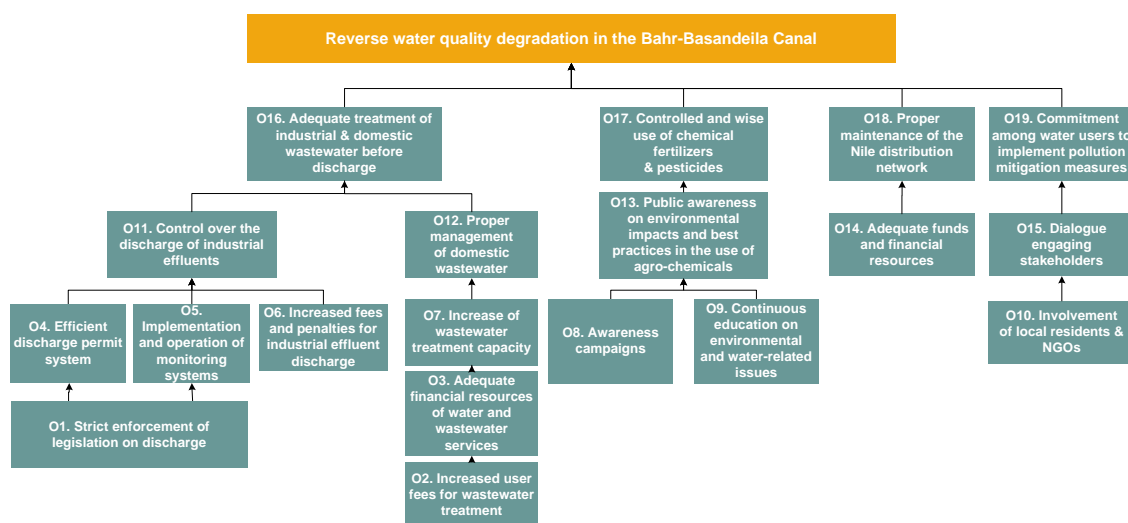 Reverse water quality degradation in the Bahr-Basandeila Canal
O16. Adequate treatment of
industrial & domestic
wastewater before
discharge
O17. Controlled and wise
use of chemical
fertilizers
& pesticides
O18. Proper
maintenance of the
Nile distribution
network
O19. Commitment
among water users to
implement pollution
mitigation measures
O11. Control over the
discharge of industrial
effluents
O12. Proper
management
of domestic
wastewater
O13. Public awareness
on environmental
impacts and best
practices in the use of
agro-chemicals
O14. Adequate funds
and financial
resources
O15. Dialogue
engaging
stakeholders
O4. Efficient
discharge permit
system
O5.
Implementation
and operation of
monitoring
systems
O6. Increased fees
and penalties for
industrial effluent
discharge
O7. Increase of
wastewater
treatment capacity
O8. Awareness
campaigns
O9. Continuous
education on
environmental
and water-related
issues
O10. Involvement
of local residents &
NGOs
O1. Strict enforcement of
legislation on discharge
O3. Adequate
financial resources
of water and
wastewater
services
O2. Increased user
fees for wastewater
treatment